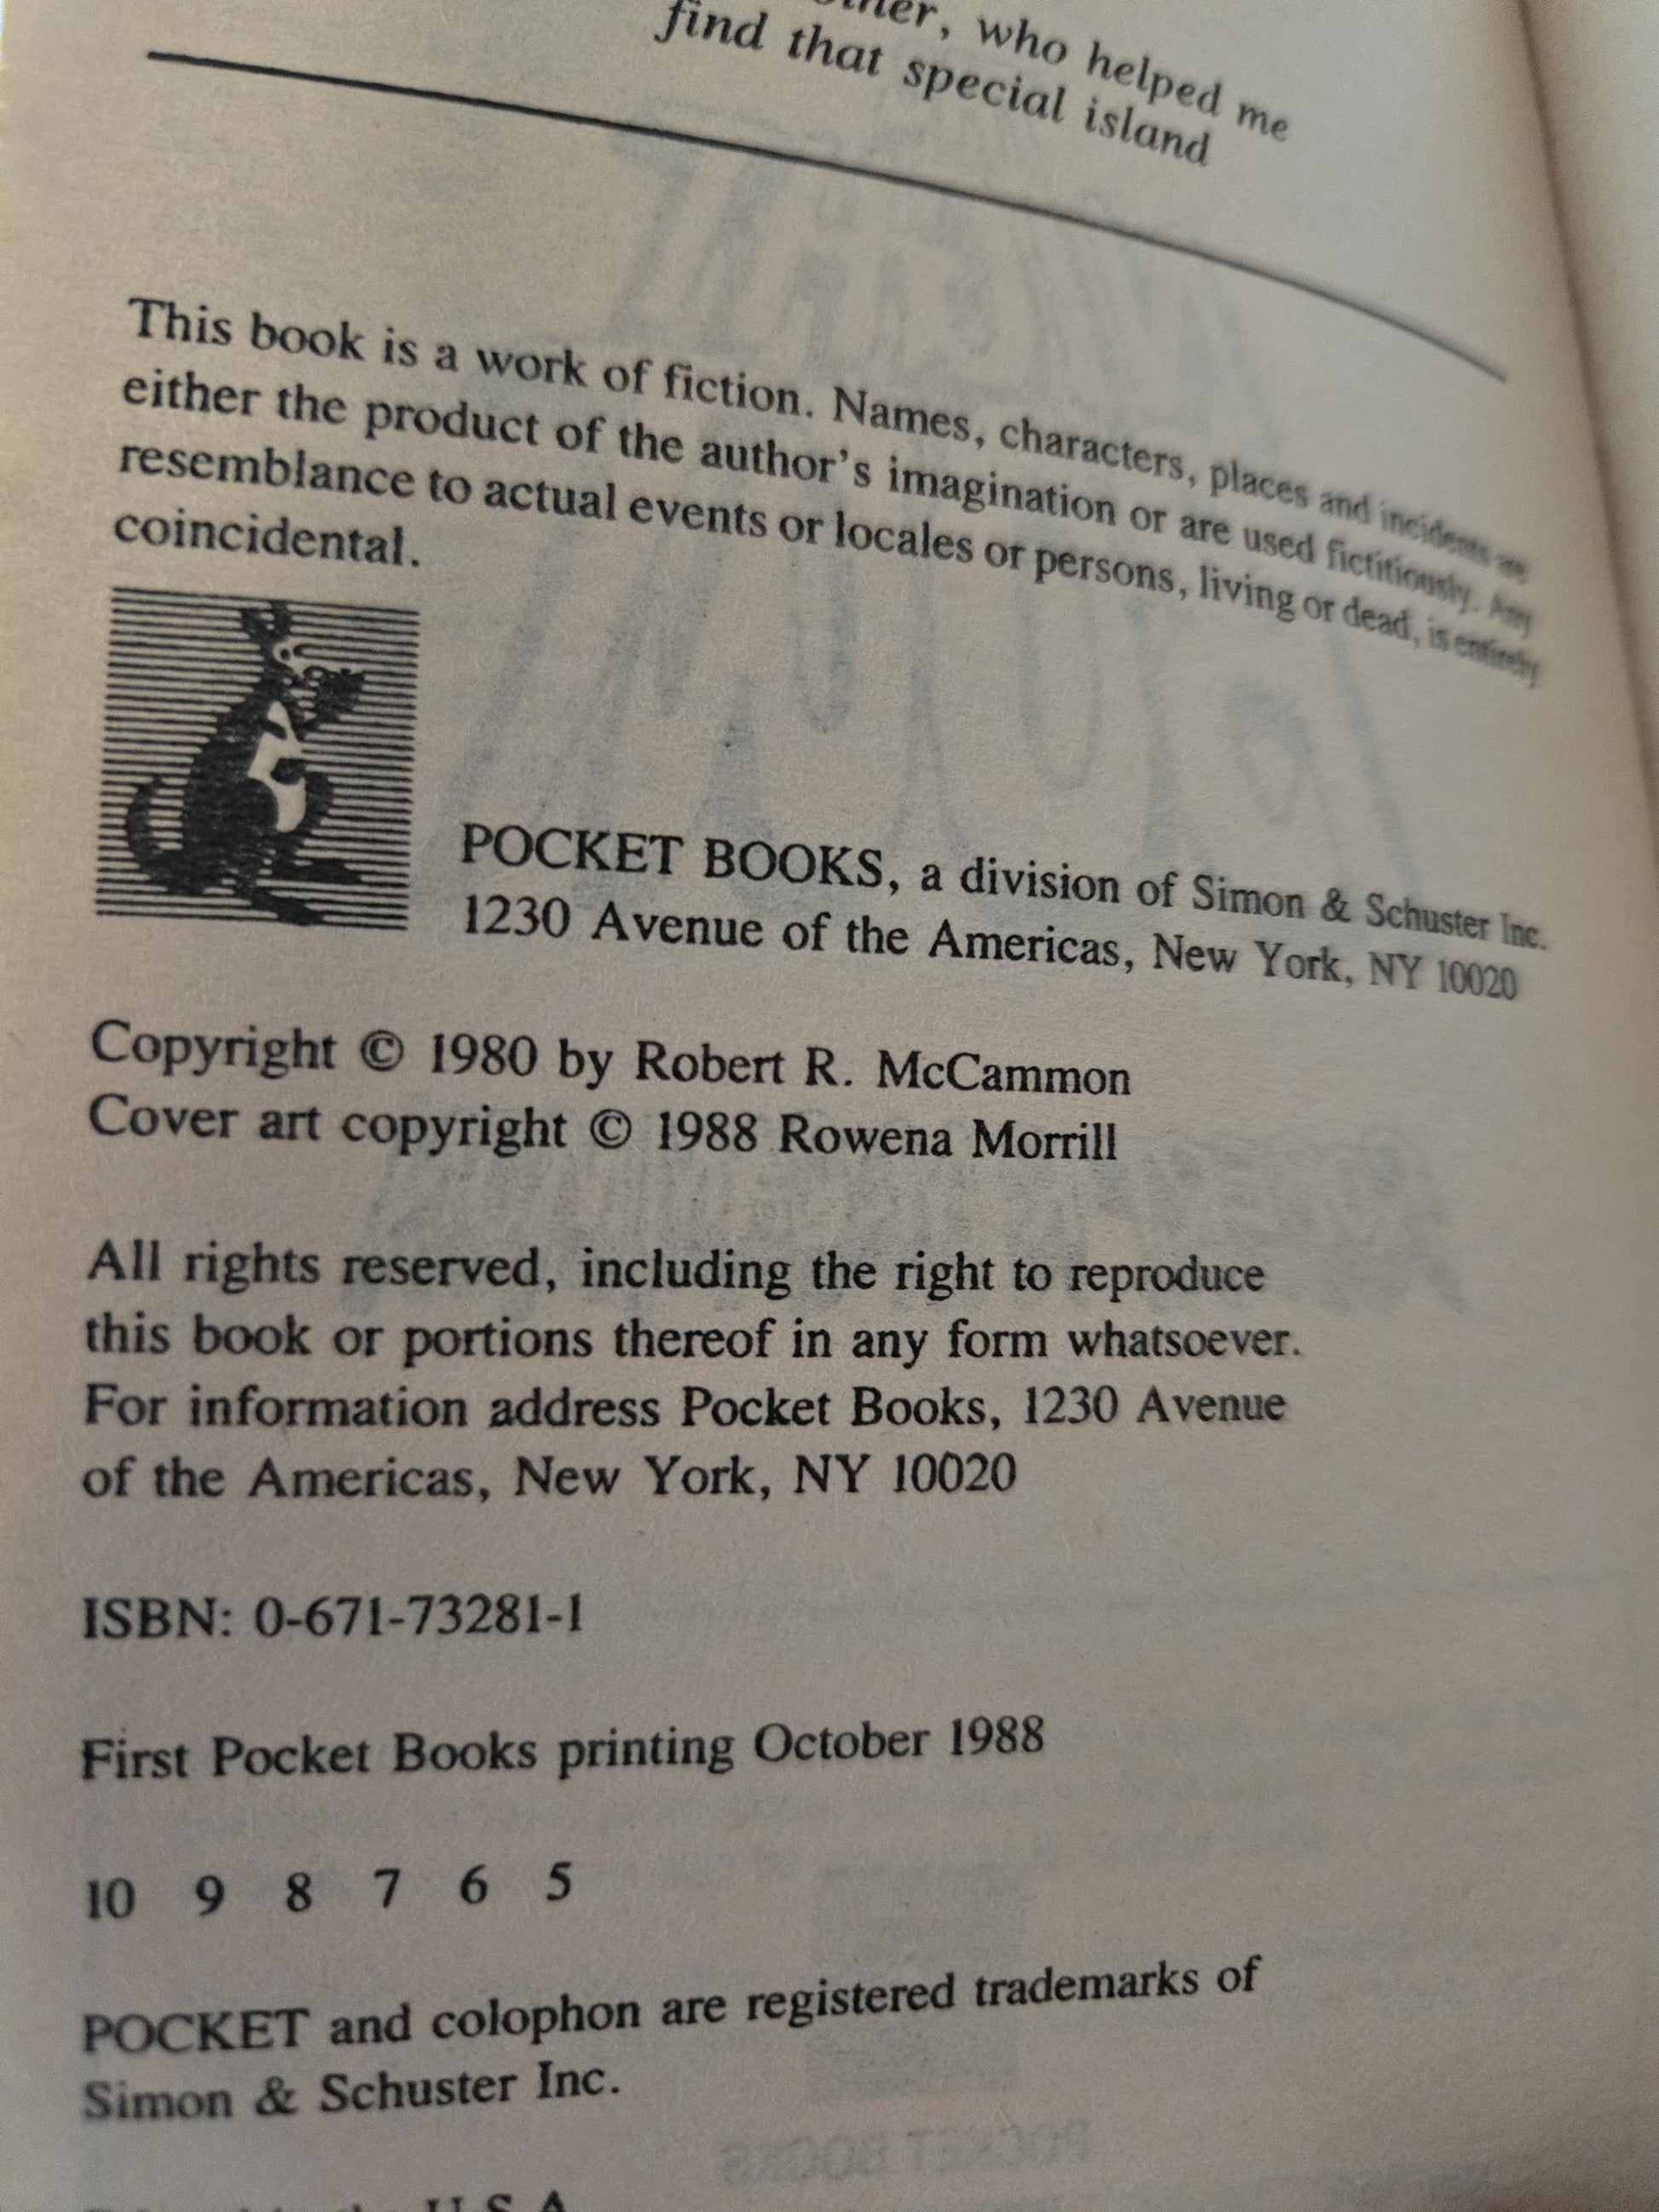 who helped me
find that special island
This book is a work of fiction. Names, characters, places and incidents are
either the product of the author's imagination or are used fictitiously. Any
resemblance to actual events or locales or persons, living or dead, is entirely
coincidental.
POCKET BOOKS, a division of Simon & Schuster Inc.
1230 Avenue of the Americas, New York, NY 10020
Copyright © 1980 by Robert R. McCammon
Cover art copyright © 1988 Rowena Morrill
All rights reserved, including the right to reproduce
this book or portions thereof in any form whatsoever.
For information address Pocket Books, 1230 Avenue
of the Americas, New York, NY 10020
ISBN: 0-671-73281-1
First Pocket Books printing October 1988
10 9 8 7 6 5
POCKET and colophon are registered trademarks of
Simon & Schuster Inc.
U.S.A.